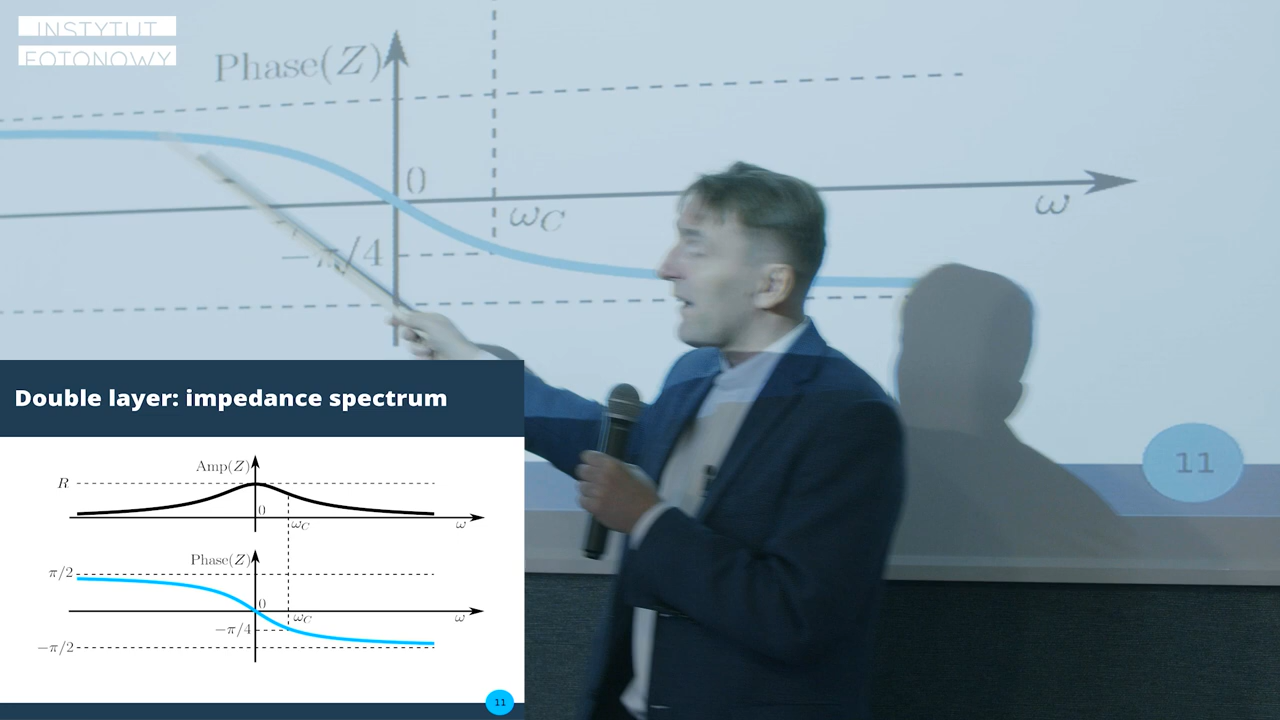 INSTYTUT
FOTONOWY
Phase(Z)
0
ω
ω_C
−π/4
11
Double layer: impedance spectrum
Amp(Z)
R
0
ω_C
ω
Phase(Z)
π/2
0
ω_C
ω
−π/4
−π/2
11